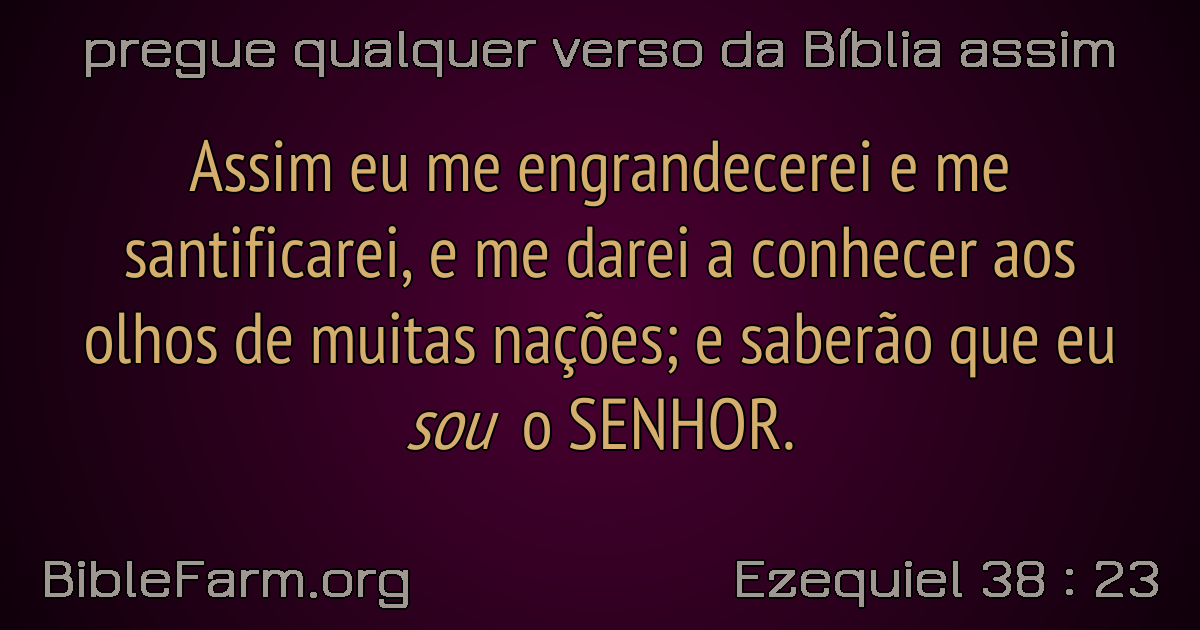 pregue qualquer verso da Bíblia assim
Assim eu me engrandecerei e me
santificarei, e me darei a conhecer aos
olhos de muitas nações; e saberão que eu
sou o SENHOR.
BibleFarm.org
Ezequiel 38 : 23